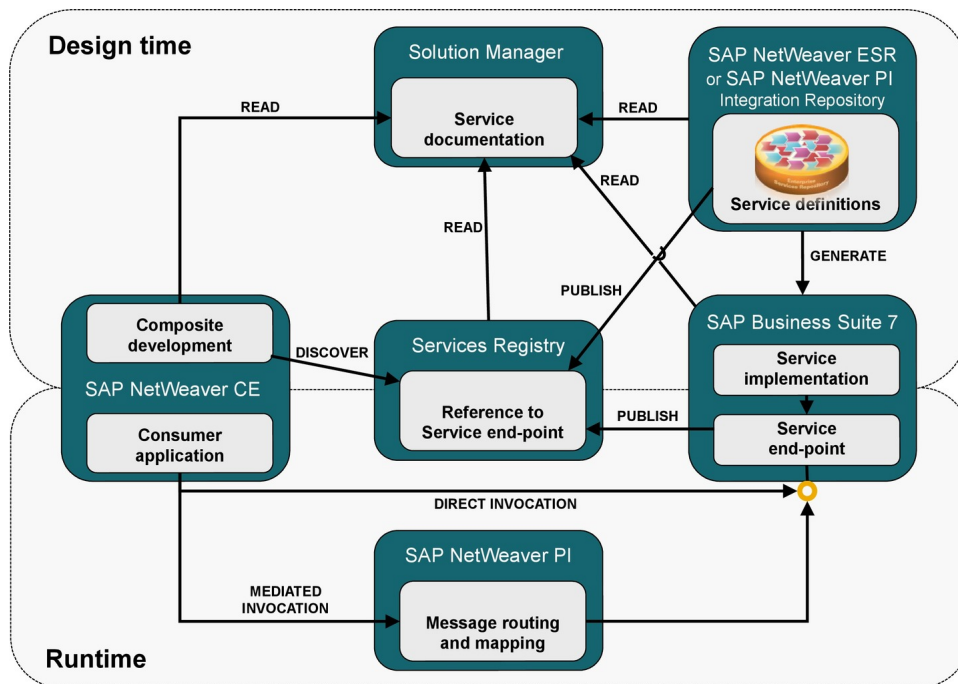 Design time
Solution Manager
SAP NetWeaver ESR
or SAP NetWeaver PI
Integration Repository
READ
READ
Service
documentation
Enterprise
Services Repository
READ
Service definitions
READ
GENERATE
PUBLISH
Composite
development
DISCOVER
Services Registry
SAP Business Suite 7
Service
implementation
SAP NetWeaver CE
Reference to
Service end-point
PUBLISH
Consumer
application
Service
end-point
DIRECT INVOCATION
SAP NetWeaver PI
MEDIATED
INVOCATION
Message routing
and mapping
Runtime